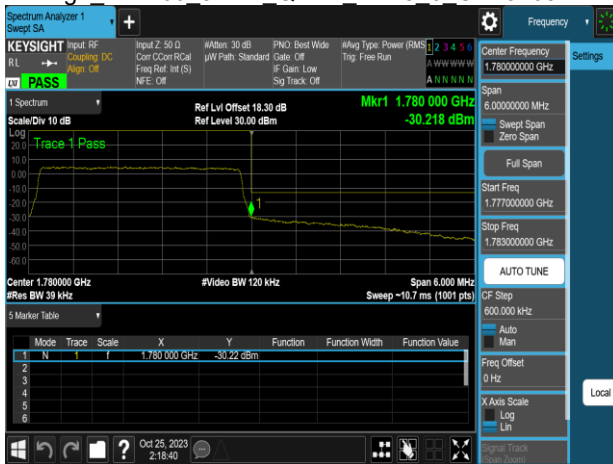 Spectrum Analyzer 1
Swept SA
Frequency
KEYSIGHT
Input: RF
Coupling: DC
Align: Off
Input Z: 50 Ω
Corr CCorr RCal
Freq Ref: Int (S)
NFE: Off
#Atten: 30 dB
µW Path: Standard
PNO: Best Wide
Gate: Off
IF Gain: Low
Sig Track: Off
#Avg Type: Power (RMS
Trig: Free Run
1 2 3 4 5 6
A W W W W W
A N N N N N
RL
LXI PASS
1 Spectrum
Scale/Div 10 dB
Ref Lvl Offset 18.30 dB
Ref Level 30.00 dBm
Mkr1 1.780 000 GHz
-30.218 dBm
Log
Trace 1 Pass
20.0
10.0
0.00
-10.0
-20.0
-30.0
-40.0
-50.0
-60.0
1
Center 1.780000 GHz
#Res BW 39 kHz
#Video BW 120 kHz
Span 6.000 MHz
Sweep ~10.7 ms (1001 pts)
5 Marker Table
Mode Trace Scale X Y Function Function Width Function Value
1 N 1 f 1.780 000 GHz -30.22 dBm
2
3
4
5
6
Oct 25, 2023
2:18:40
Center Frequency
1.780000000 GHz
Span
6.00000000 MHz
Swept Span
Zero Span
Full Span
Start Freq
1.777000000 GHz
Stop Freq
1.783000000 GHz
AUTO TUNE
CF Step
600.000 kHz
Auto
Man
Freq Offset
0 Hz
X Axis Scale
Log
Lin
Signal Track
(Span Zoom)
Settings
Local